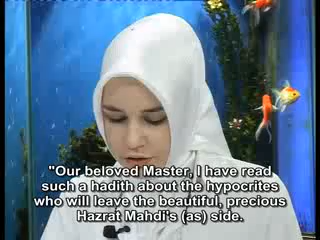 "Our beloved Master, I have read
such a hadith about the hypocrites
who will leave the beautiful, precious
Hazrat Mahdi's (as) side.